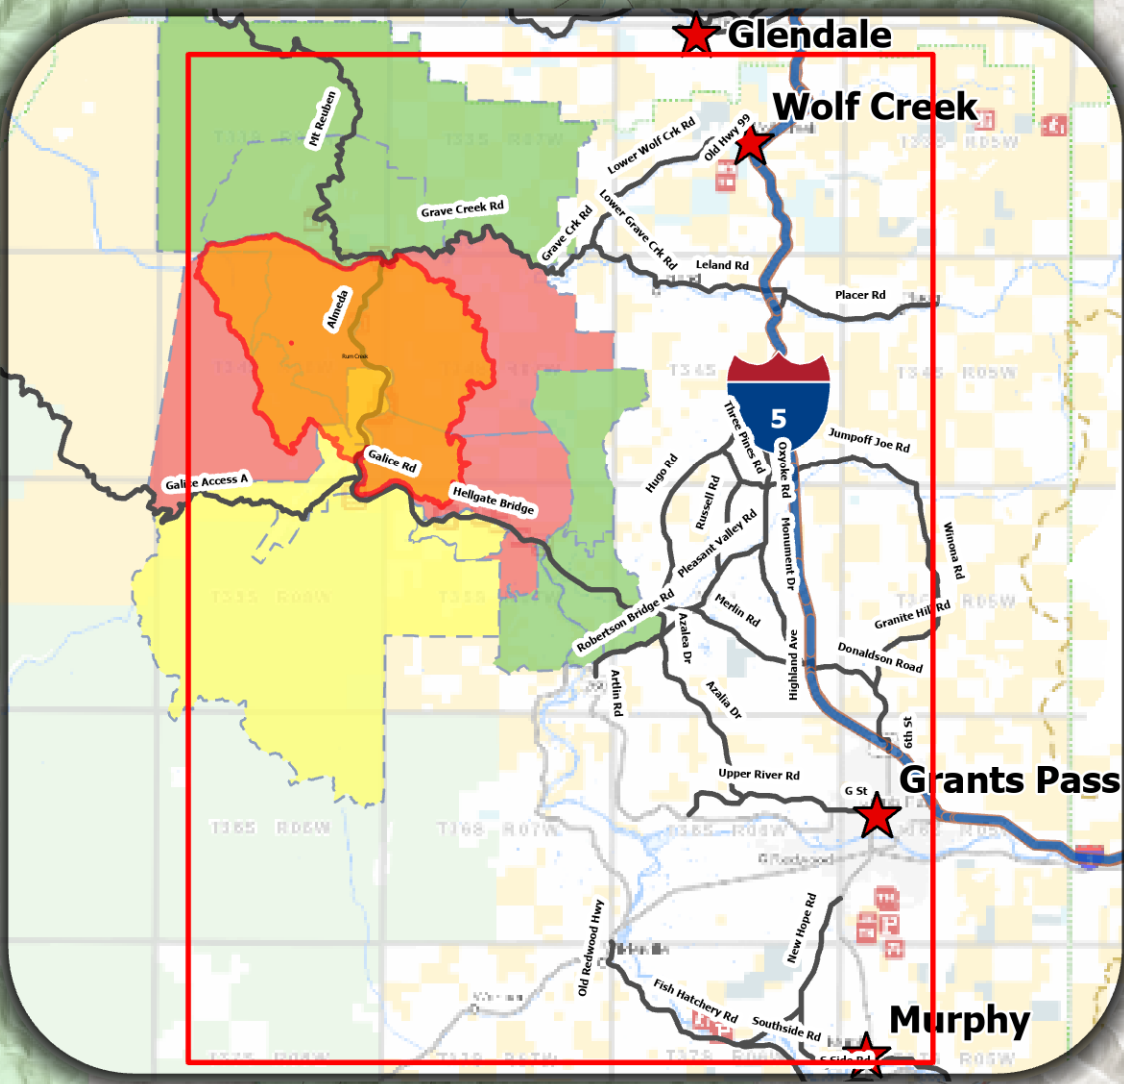 Glendale
Wolf Creek
Mt Reuben
Lower Wolf Crk Rd
Old Hwy 99
T33S R05W
Grave Creek Rd
Grave Crk Rd
Lower Grave Crk Rd
Leland Rd
Placer Rd
Almeda
Rum Creek
T34S
T34S R05W
5
Three Pines Rd
Jumpoff Joe Rd
Oxyoke Rd
Hugo Rd
Galice Rd
Galice Access A
Hellgate Bridge
Russell Rd
Pleasant Valley Rd
Monument Dr
Winona Rd
T35S R08W
Robertson Bridge Rd
Merlin Rd
Granite Hill Rd
Azalea Dr
Highland Ave
Donaldson Road
Artlin Rd
Azalia Dr
6th St
Upper River Rd
G St
Grants Pass
T36S R08W
T36S R07W
Redwood
New Hope Rd
Old Redwood Hwy
Fish Hatchery Rd
Southside Rd
Murphy
S Side Rd